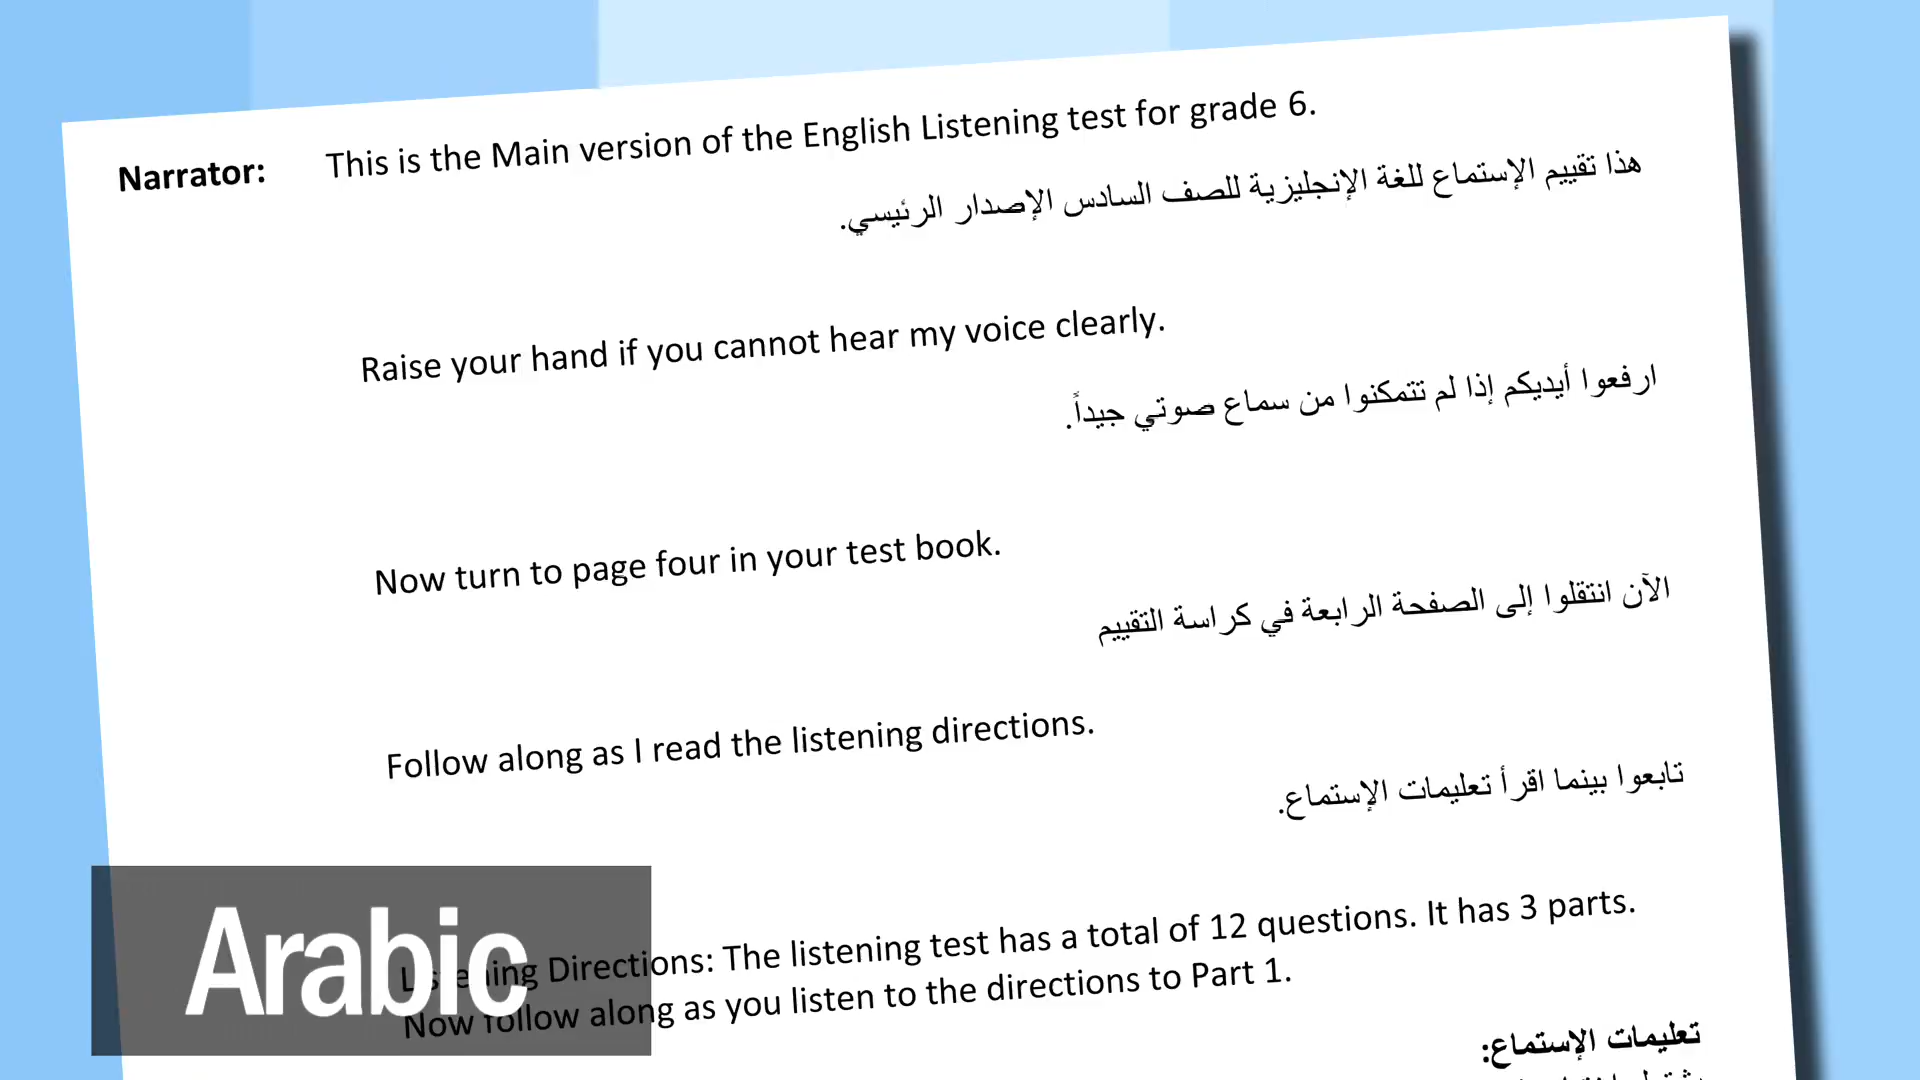 Narrator: This is the Main version of the English Listening test for grade 6.
هذا تقييم الإستماع للغة الإنجليزية للصف السادس الإصدار الرئيسي.
Raise your hand if you cannot hear my voice clearly.
ارفعوا أيديكم إذا لم تتمكنوا من سماع صوتي جيداً.
Now turn to page four in your test book.
الآن انتقلوا إلى الصفحة الرابعة في كراسة التقييم
Follow along as I read the listening directions.
تابعوا بينما اقرأ تعليمات الإستماع.
Listening Directions: The listening test has a total of 12 questions. It has 3 parts.
Now follow along as you listen to the directions to Part 1.
تعليمات الإستماع:
Arabic